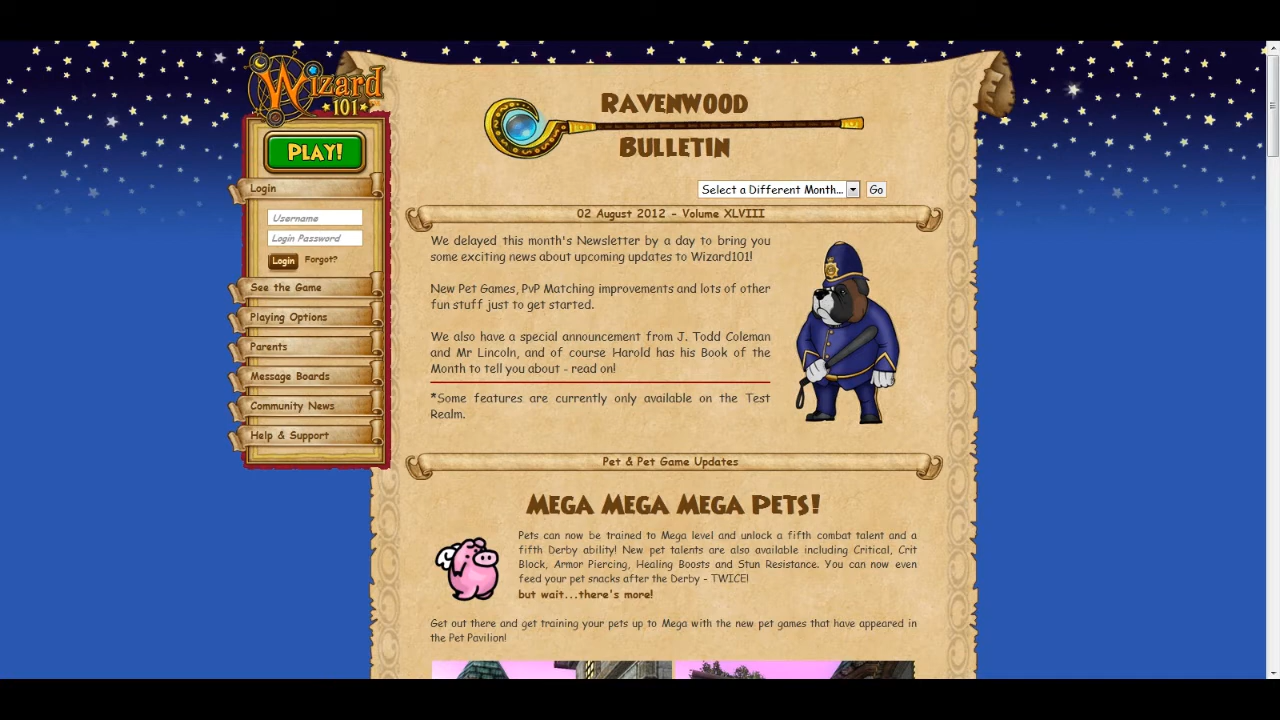 Wizard
101
PLAY!
Login
Username
Login Password
Login Forgot?
See the Game
Playing Options
Parents
Message Boards
Community News
Help & Support
Ravenwood
Bulletin
Select a Different Month... Go
02 August 2012 - Volume XLVIII
We delayed this month's Newsletter by a day to bring you
some exciting news about upcoming updates to Wizard101!
New Pet Games, PvP Matching improvements and lots of other
fun stuff just to get started.
We also have a special announcement from J. Todd Coleman
and Mr Lincoln, and of course Harold has his Book of the
Month to tell you about - read on!
*Some features are currently only available on the Test
Realm.
Pet & Pet Game Updates
Mega Mega Mega Pets!
Pets can now be trained to Mega level and unlock a fifth combat talent and a
fifth Derby ability! New pet talents are also available including Critical, Crit
Block, Armor Piercing, Healing Boosts and Stun Resistance. You can now even
feed your pet snacks after the Derby - TWICE!
but wait...there's more!
Get out there and get training your pets up to Mega with the new pet games that have appeared in
the Pet Pavilion!